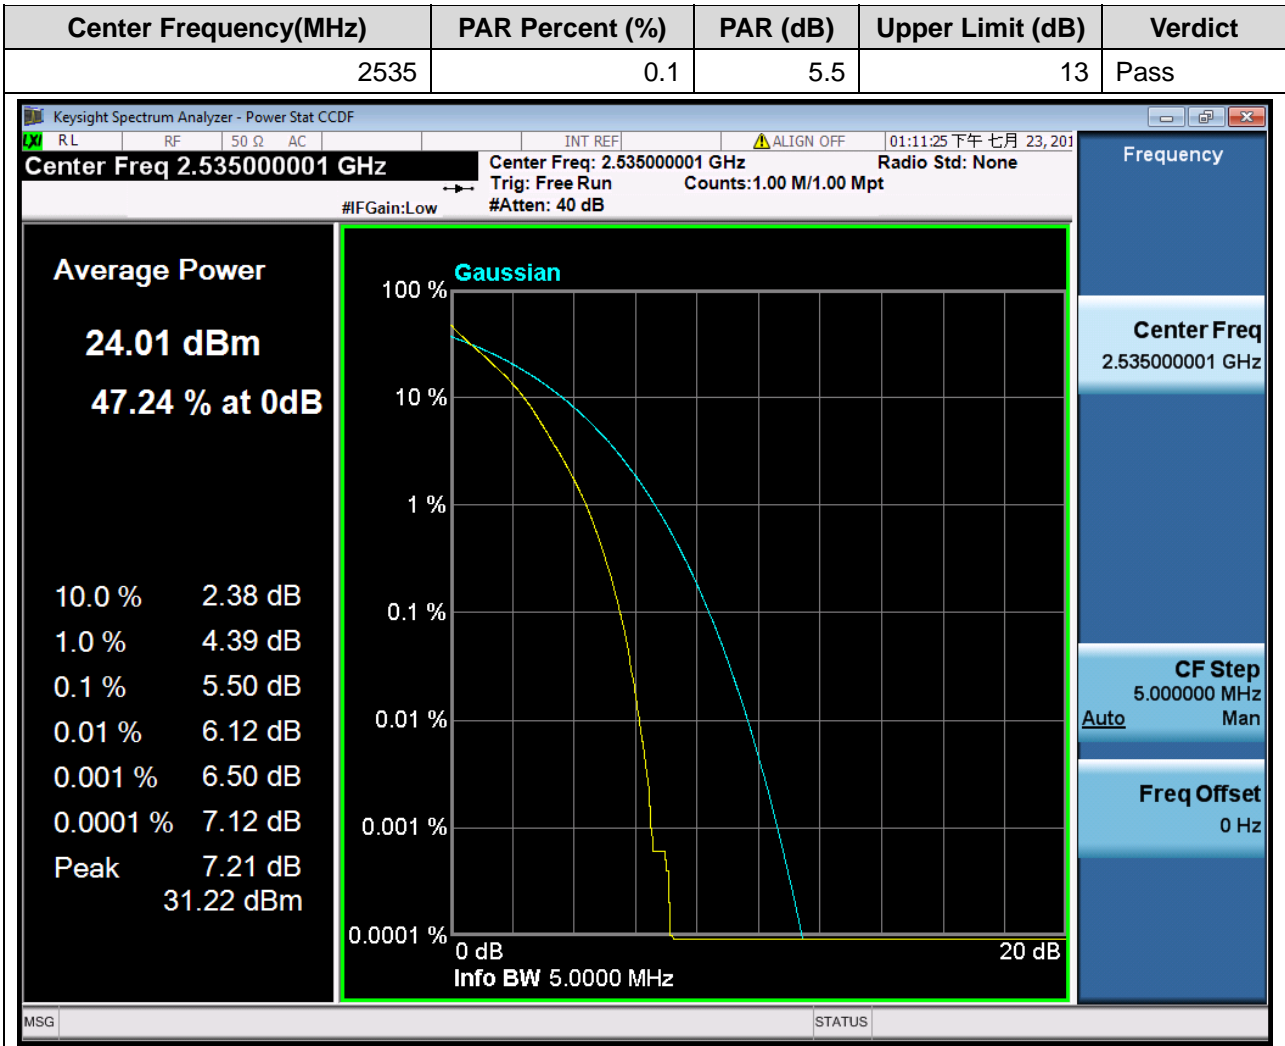 Center Frequency(MHz) PAR Percent (%) PAR (dB) Upper Limit (dB) Verdict
2535 0.1 5.5 13 Pass
Keysight Spectrum Analyzer - Power Stat CCDF
LXI RL RF 50 Ω AC INT REF ALIGN OFF 01:11:25 下午 七月 23, 201
Center Freq 2.535000001 GHz
Center Freq: 2.535000001 GHz Radio Std: None
Trig: Free Run Counts:1.00 M/1.00 Mpt
#IFGain:Low #Atten: 40 dB
Average Power
24.01 dBm
47.24 % at 0dB
10.0 % 2.38 dB
1.0 % 4.39 dB
0.1 % 5.50 dB
0.01 % 6.12 dB
0.001 % 6.50 dB
0.0001 % 7.12 dB
Peak 7.21 dB
31.22 dBm
Gaussian
100 %
10 %
1 %
0.1 %
0.01 %
0.001 %
0.0001 %
0 dB 20 dB
Info BW 5.0000 MHz
Frequency
Center Freq
2.535000001 GHz
CF Step
5.000000 MHz
Auto Man
Freq Offset
0 Hz
MSG STATUS